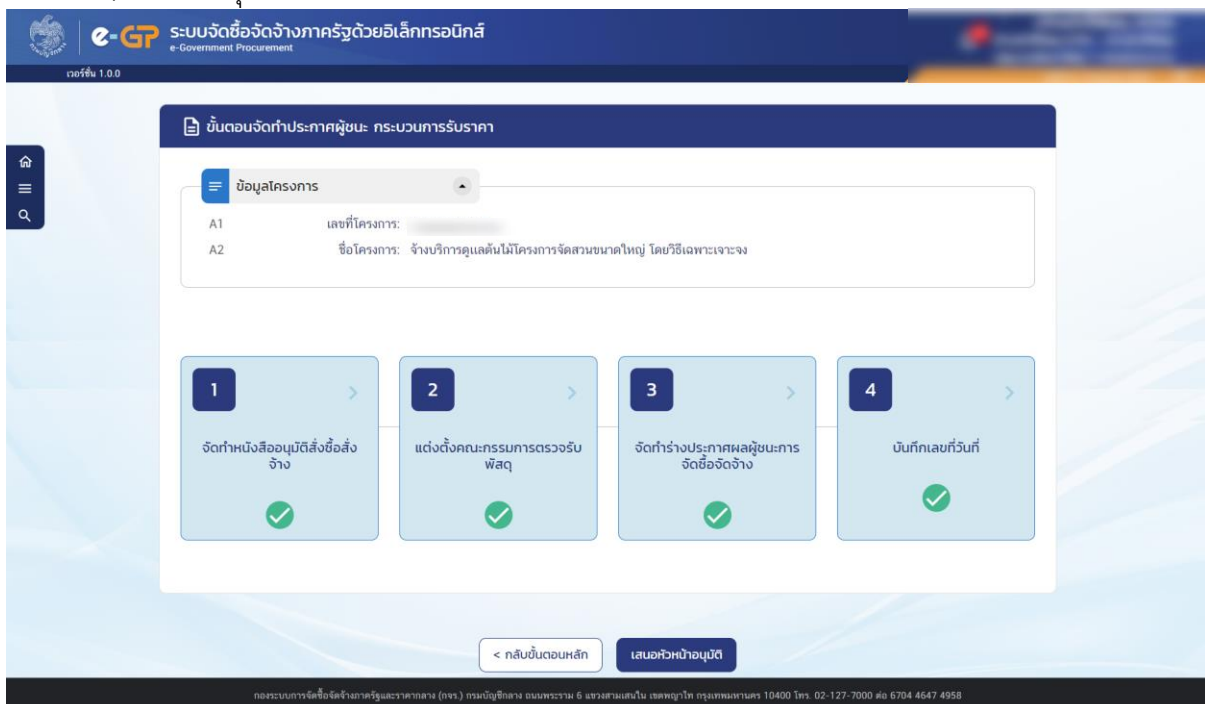 e-GP ระบบจัดซื้อจัดจ้างภาครัฐด้วยอิเล็กทรอนิกส์
e-Government Procurement
เวอร์ชั่น 1.0.0
ขั้นตอนจัดทำประกาศผู้ชนะ กระบวนการรับราคา
ข้อมูลโครงการ
A1 เลขที่โครงการ:
A2 ชื่อโครงการ: จ้างบริการดูแลต้นไม้โครงการจัดสวนขนาดใหญ่ โดยวิธีเฉพาะเจาะจง
1
จัดทำหนังสืออนุมัติสั่งซื้อสั่ง
จ้าง
2
แต่งตั้งคณะกรรมการตรวจรับ
พัสดุ
3
จัดทำร่างประกาศผลผู้ชนะการ
จัดซื้อจัดจ้าง
4
บันทึกเลขที่วันที่
< กลับขั้นตอนหลัก
เสนอหัวหน้าอนุมัติ
กองระบบการจัดซื้อจัดจ้างภาครัฐและราคากลาง (กจร.) กรมบัญชีกลาง ถนนพระราม 6 แขวงสามเสนใน เขตพญาไท กรุงเทพมหานคร 10400 โทร. 02-127-7000 ต่อ 6704 4647 4958